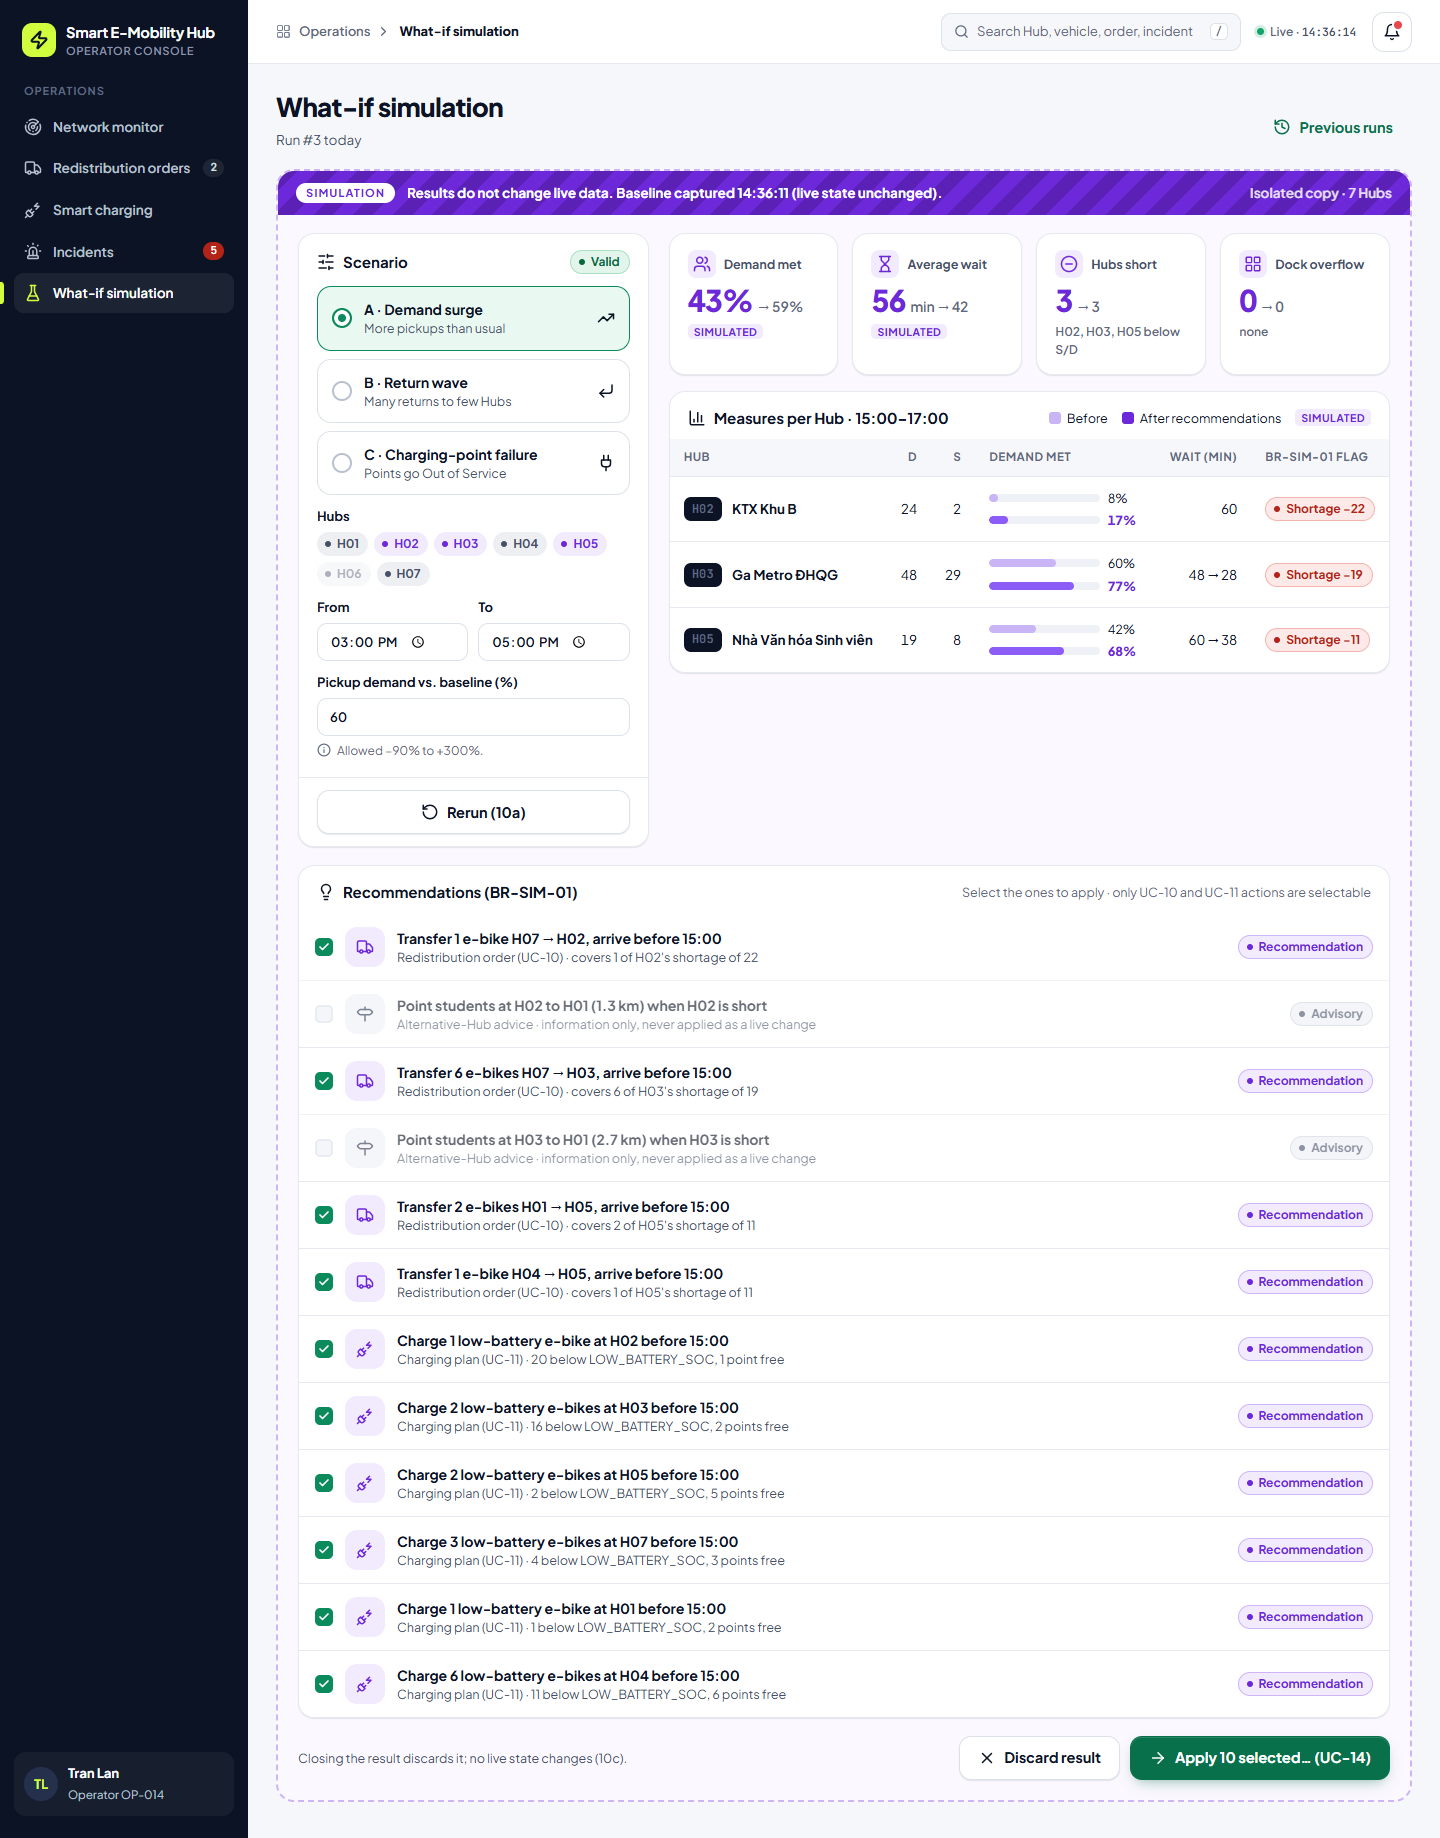 Smart E-Mobility Hub
OPERATOR CONSOLE
OPERATIONS
Network monitor
Redistribution orders 2
Smart charging
Incidents 5
What-if simulation
Tran Lan
TL
Operator OP-014
Operations > What-if simulation
Search Hub, vehicle, order, incident /
Live · 14:36:14
What-if simulation
Run #3 today
Previous runs
SIMULATION Results do not change live data. Baseline captured 14:36:11 (live state unchanged). Isolated copy · 7 Hubs
Scenario Valid
A · Demand surge
More pickups than usual
B · Return wave
Many returns to few Hubs
C · Charging-point failure
Points go Out of Service
Hubs
H01 H02 H03 H04 H05
H06 H07
From To
03:00 PM 05:00 PM
Pickup demand vs. baseline (%)
60
Allowed −90% to +300%.
Rerun (10a)
Demand met
43% → 59%
SIMULATED
Average wait
56 min → 42
SIMULATED
Hubs short
3 → 3
H02, H03, H05 below
S/D
Dock overflow
0 → 0
none
Measures per Hub · 15:00–17:00 Before After recommendations SIMULATED
HUB D S DEMAND MET WAIT (MIN) BR-SIM-01 FLAG
H02 KTX Khu B 24 2 8% 17% 60 Shortage −22
H03 Ga Metro ĐHQG 48 29 60% 77% 48 → 28 Shortage −19
H05 Nhà Văn hóa Sinh viên 19 8 42% 68% 60 → 38 Shortage −11
Recommendations (BR-SIM-01) Select the ones to apply · only UC-10 and UC-11 actions are selectable
Transfer 1 e-bike H07 → H02, arrive before 15:00
Redistribution order (UC-10) · covers 1 of H02's shortage of 22
Recommendation
Point students at H02 to H01 (1.3 km) when H02 is short
Alternative-Hub advice · information only, never applied as a live change
Advisory
Transfer 6 e-bikes H07 → H03, arrive before 15:00
Redistribution order (UC-10) · covers 6 of H03's shortage of 19
Recommendation
Point students at H03 to H01 (2.7 km) when H03 is short
Alternative-Hub advice · information only, never applied as a live change
Advisory
Transfer 2 e-bikes H01 → H05, arrive before 15:00
Redistribution order (UC-10) · covers 2 of H05's shortage of 11
Recommendation
Transfer 1 e-bike H04 → H05, arrive before 15:00
Redistribution order (UC-10) · covers 1 of H05's shortage of 11
Recommendation
Charge 1 low-battery e-bike at H02 before 15:00
Charging plan (UC-11) · 20 below LOW_BATTERY_SOC, 1 point free
Recommendation
Charge 2 low-battery e-bikes at H03 before 15:00
Charging plan (UC-11) · 16 below LOW_BATTERY_SOC, 2 points free
Recommendation
Charge 2 low-battery e-bikes at H05 before 15:00
Charging plan (UC-11) · 2 below LOW_BATTERY_SOC, 5 points free
Recommendation
Charge 3 low-battery e-bikes at H07 before 15:00
Charging plan (UC-11) · 4 below LOW_BATTERY_SOC, 3 points free
Recommendation
Charge 1 low-battery e-bike at H01 before 15:00
Charging plan (UC-11) · 1 below LOW_BATTERY_SOC, 2 points free
Recommendation
Charge 6 low-battery e-bikes at H04 before 15:00
Charging plan (UC-11) · 11 below LOW_BATTERY_SOC, 6 points free
Recommendation
Closing the result discards it; no live state changes (10c).
Discard result
Apply 10 selected… (UC-14)